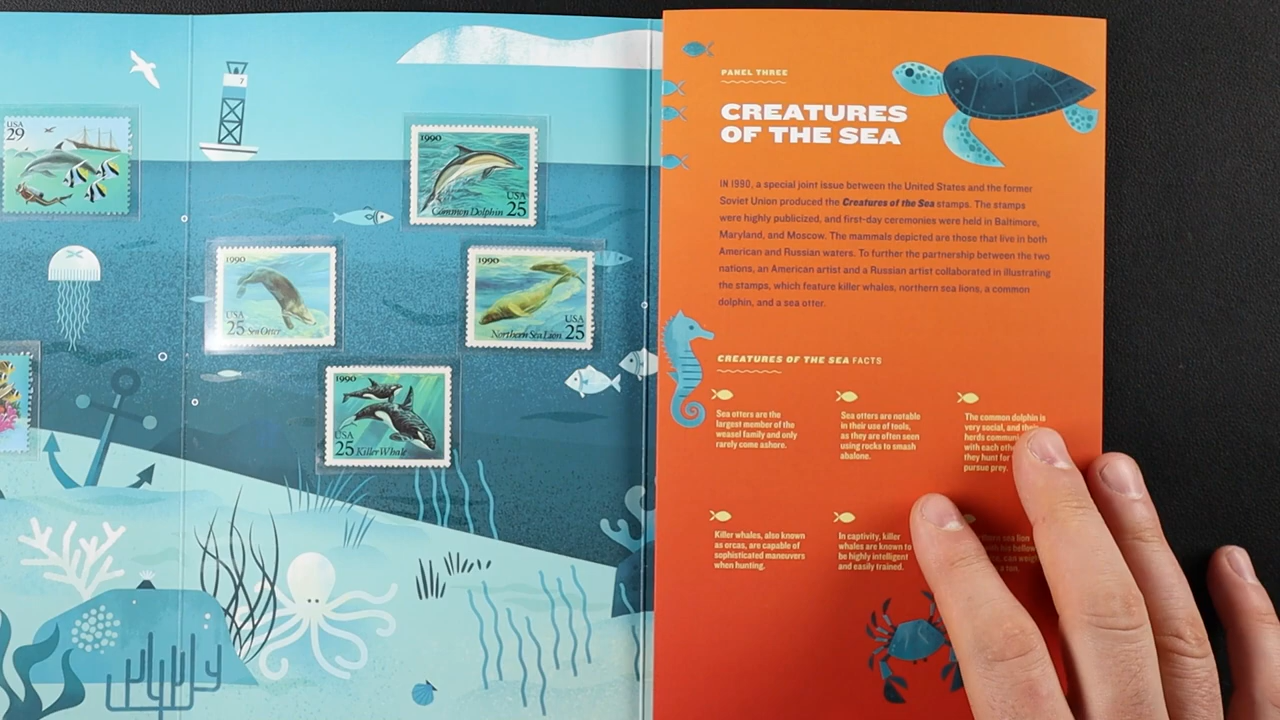 USA
29
7
1990
USA
Common Dolphin 25
1990
USA
25 Sea Otter
1990
USA
Northern Sea Lion 25
1990
USA
25 Killer Whale
PANEL THREE
CREATURES
OF THE SEA
IN 1990, a special joint issue between the United States and the former
Soviet Union produced the Creatures of the Sea stamps. The stamps
were highly publicized, and first-day ceremonies were held in Baltimore,
Maryland, and Moscow. The mammals depicted are those that live in both
American and Russian waters. To further the partnership between the two
nations, an American artist and a Russian artist collaborated in illustrating
the stamps, which feature killer whales, northern sea lions, a common
dolphin, and a sea otter.
CREATURES OF THE SEA FACTS
Sea otters are the
largest member of the
weasel family and only
rarely come ashore.
Sea otters are notable
in their use of tools,
as they are often seen
using rocks to smash
abalone.
The common dolphin is
very social, and their
herds
with each
they hunt for
pursue prey.
Killer whales, also known
as orcas, are capable of
sophisticated maneuvers
when hunting.
In captivity, killer
whales are known to
be highly intelligent
and easily trained.
sea lion
his
can
a ton.